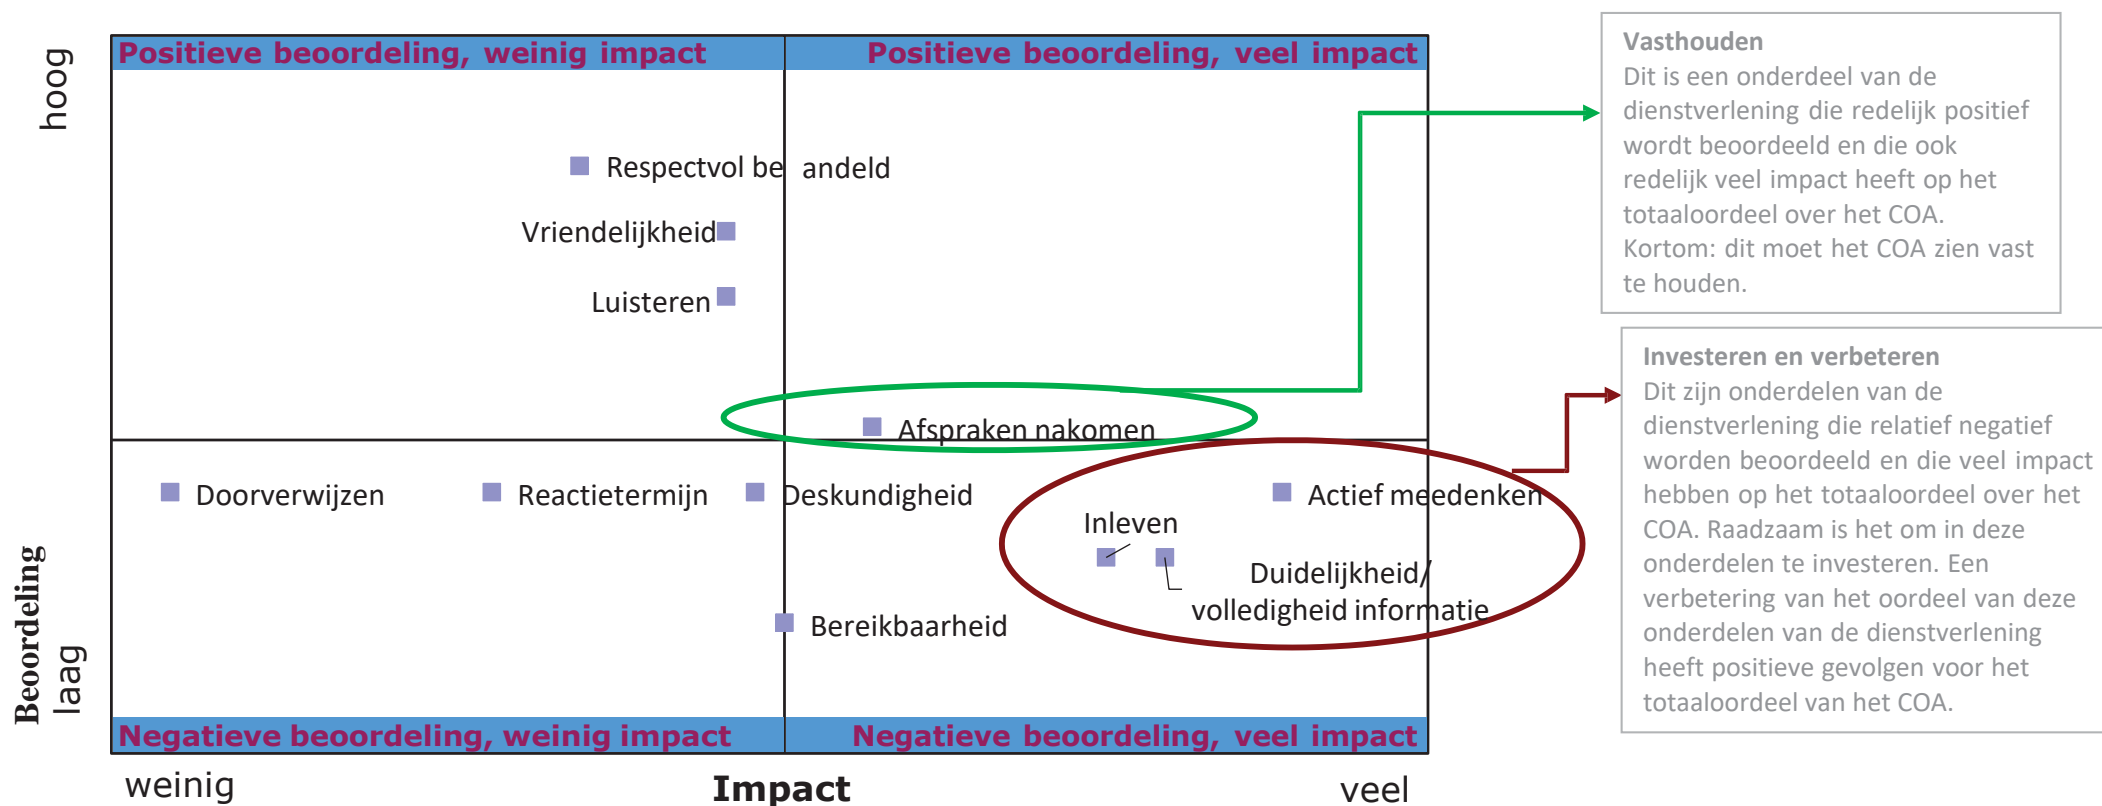 hoog
Positieve beoordeling, weinig impact
Positieve beoordeling, veel impact
Respectvol be andeld
Vriendelijkheid
Luisteren
Afspraken nakomen
Doorverwijzen
Reactietermijn
Deskundigheid
Actief meedenken
Inleven
Duidelijkheid/
volledigheid informatie
Bereikbaarheid
Beoordeling
laag
Negatieve beoordeling, weinig impact
Negatieve beoordeling, veel impact
weinig
Impact
veel
Vasthouden
Dit is een onderdeel van de
dienstverlening die redelijk positief
wordt beoordeeld en die ook
redelijk veel impact heeft op het
totaaloordeel over het COA.
Kortom: dit moet het COA zien vast
te houden.
Investeren en verbeteren
Dit zijn onderdelen van de
dienstverlening die relatief negatief
worden beoordeeld en die veel impact
hebben op het totaaloordeel over het
COA. Raadzaam is het om in deze
onderdelen te investeren. Een
verbetering van het oordeel van deze
onderdelen van de dienstverlening
heeft positieve gevolgen voor het
totaaloordeel van het COA.